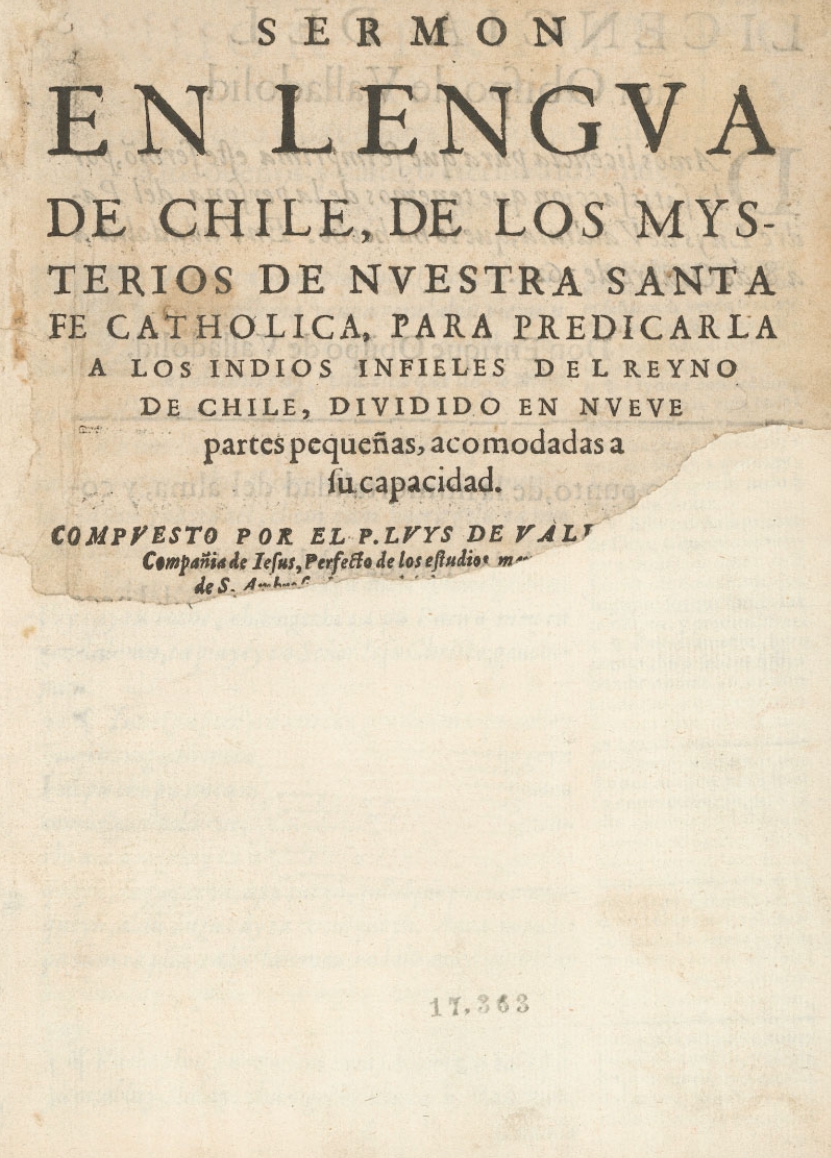 SERMON
EN LENGVA
DE CHILE, DE LOS MYS-
TERIOS DE NVESTRA SANTA
FE CATHOLICA, PARA PREDICARLA
A LOS INDIOS INFIELES DEL REYNO
DE CHILE, DIVIDIDO EN NVEVE
partes pequeñas, acomodadas a
ſu capacidad.
COMPVESTO POR EL P. LVYS DE
Compañia de Ieſus, Perfecto de los eſtudios
de S.
17.363